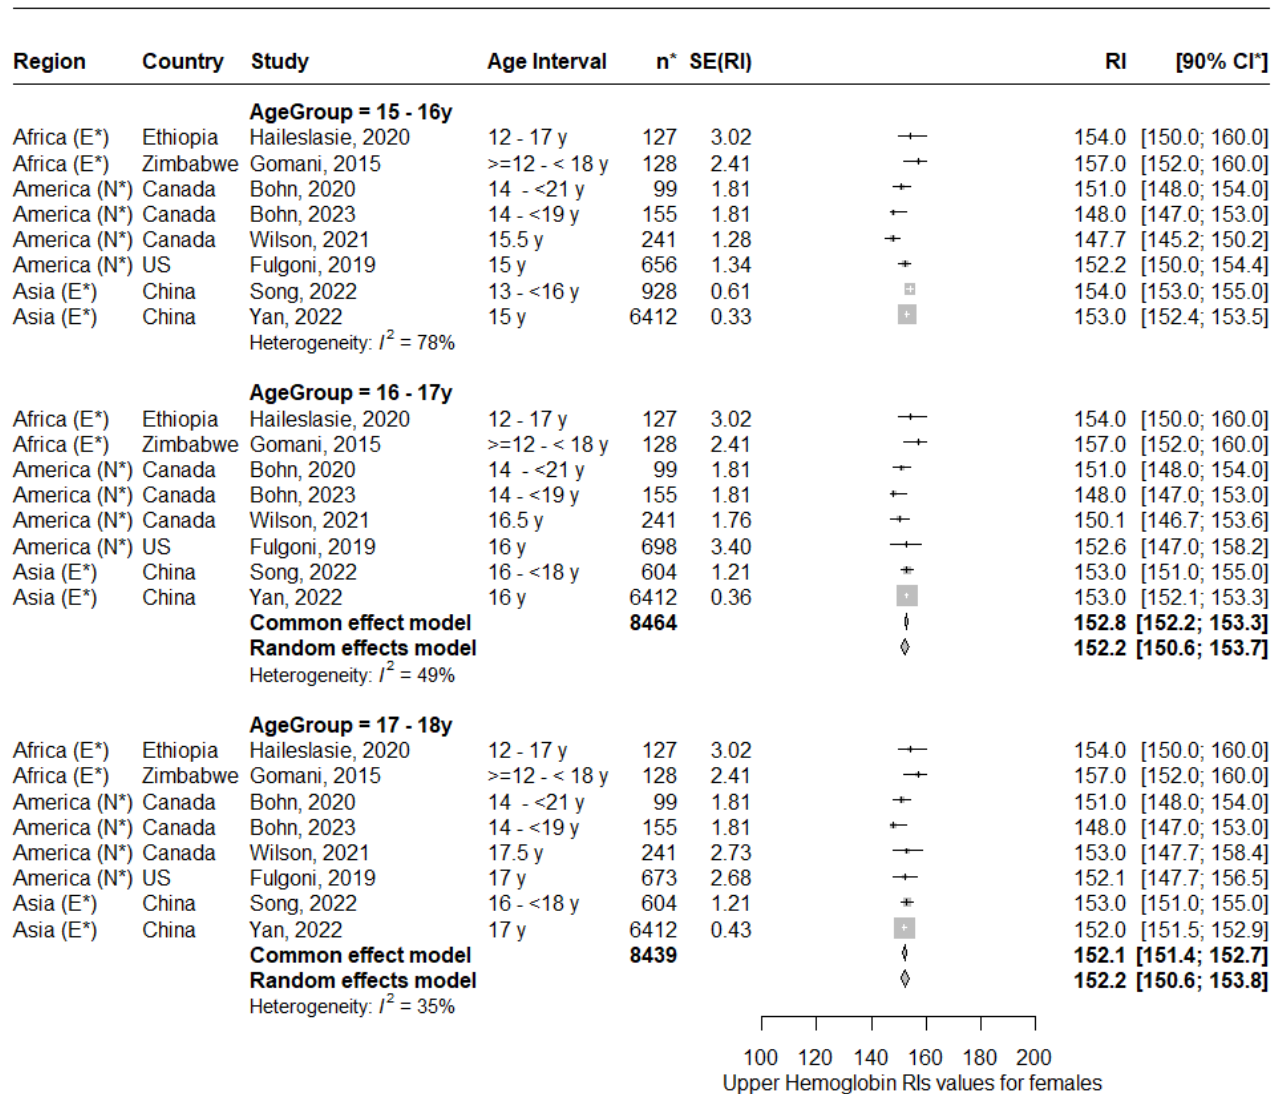 Region Country Study Age Interval n* SE(RI) RI [90% CI*]
AgeGroup = 15 - 16y
Africa (E*) Ethiopia Haileslasie, 2020 12 - 17 y 127 3.02 154.0 [150.0; 160.0]
Africa (E*) Zimbabwe Gomani, 2015 >=12 - < 18 y 128 2.41 157.0 [152.0; 160.0]
America (N*) Canada Bohn, 2020 14 - <21 y 99 1.81 151.0 [148.0; 154.0]
America (N*) Canada Bohn, 2023 14 - <19 y 155 1.81 148.0 [147.0; 153.0]
America (N*) Canada Wilson, 2021 15.5 y 241 1.28 147.7 [145.2; 150.2]
America (N*) US Fulgoni, 2019 15 y 656 1.34 152.2 [150.0; 154.4]
Asia (E*) China Song, 2022 13 - <16 y 928 0.61 154.0 [153.0; 155.0]
Asia (E*) China Yan, 2022 15 y 6412 0.33 153.0 [152.4; 153.5]
Heterogeneity: I² = 78%
AgeGroup = 16 - 17y
Africa (E*) Ethiopia Haileslasie, 2020 12 - 17 y 127 3.02 154.0 [150.0; 160.0]
Africa (E*) Zimbabwe Gomani, 2015 >=12 - < 18 y 128 2.41 157.0 [152.0; 160.0]
America (N*) Canada Bohn, 2020 14 - <21 y 99 1.81 151.0 [148.0; 154.0]
America (N*) Canada Bohn, 2023 14 - <19 y 155 1.81 148.0 [147.0; 153.0]
America (N*) Canada Wilson, 2021 16.5 y 241 1.76 150.1 [146.7; 153.6]
America (N*) US Fulgoni, 2019 16 y 698 3.40 152.6 [147.0; 158.2]
Asia (E*) China Song, 2022 16 - <18 y 604 1.21 153.0 [151.0; 155.0]
Asia (E*) China Yan, 2022 16 y 6412 0.36 153.0 [152.1; 153.3]
Common effect model 8464 152.8 [152.2; 153.3]
Random effects model 152.2 [150.6; 153.7]
Heterogeneity: I² = 49%
AgeGroup = 17 - 18y
Africa (E*) Ethiopia Haileslasie, 2020 12 - 17 y 127 3.02 154.0 [150.0; 160.0]
Africa (E*) Zimbabwe Gomani, 2015 >=12 - < 18 y 128 2.41 157.0 [152.0; 160.0]
America (N*) Canada Bohn, 2020 14 - <21 y 99 1.81 151.0 [148.0; 154.0]
America (N*) Canada Bohn, 2023 14 - <19 y 155 1.81 148.0 [147.0; 153.0]
America (N*) Canada Wilson, 2021 17.5 y 241 2.73 153.0 [147.7; 158.4]
America (N*) US Fulgoni, 2019 17 y 673 2.68 152.1 [147.7; 156.5]
Asia (E*) China Song, 2022 16 - <18 y 604 1.21 153.0 [151.0; 155.0]
Asia (E*) China Yan, 2022 17 y 6412 0.43 152.0 [151.5; 152.9]
Common effect model 8439 152.1 [151.4; 152.7]
Random effects model 152.2 [150.6; 153.8]
Heterogeneity: I² = 35%
100 120 140 160 180 200
Upper Hemoglobin RIs values for females